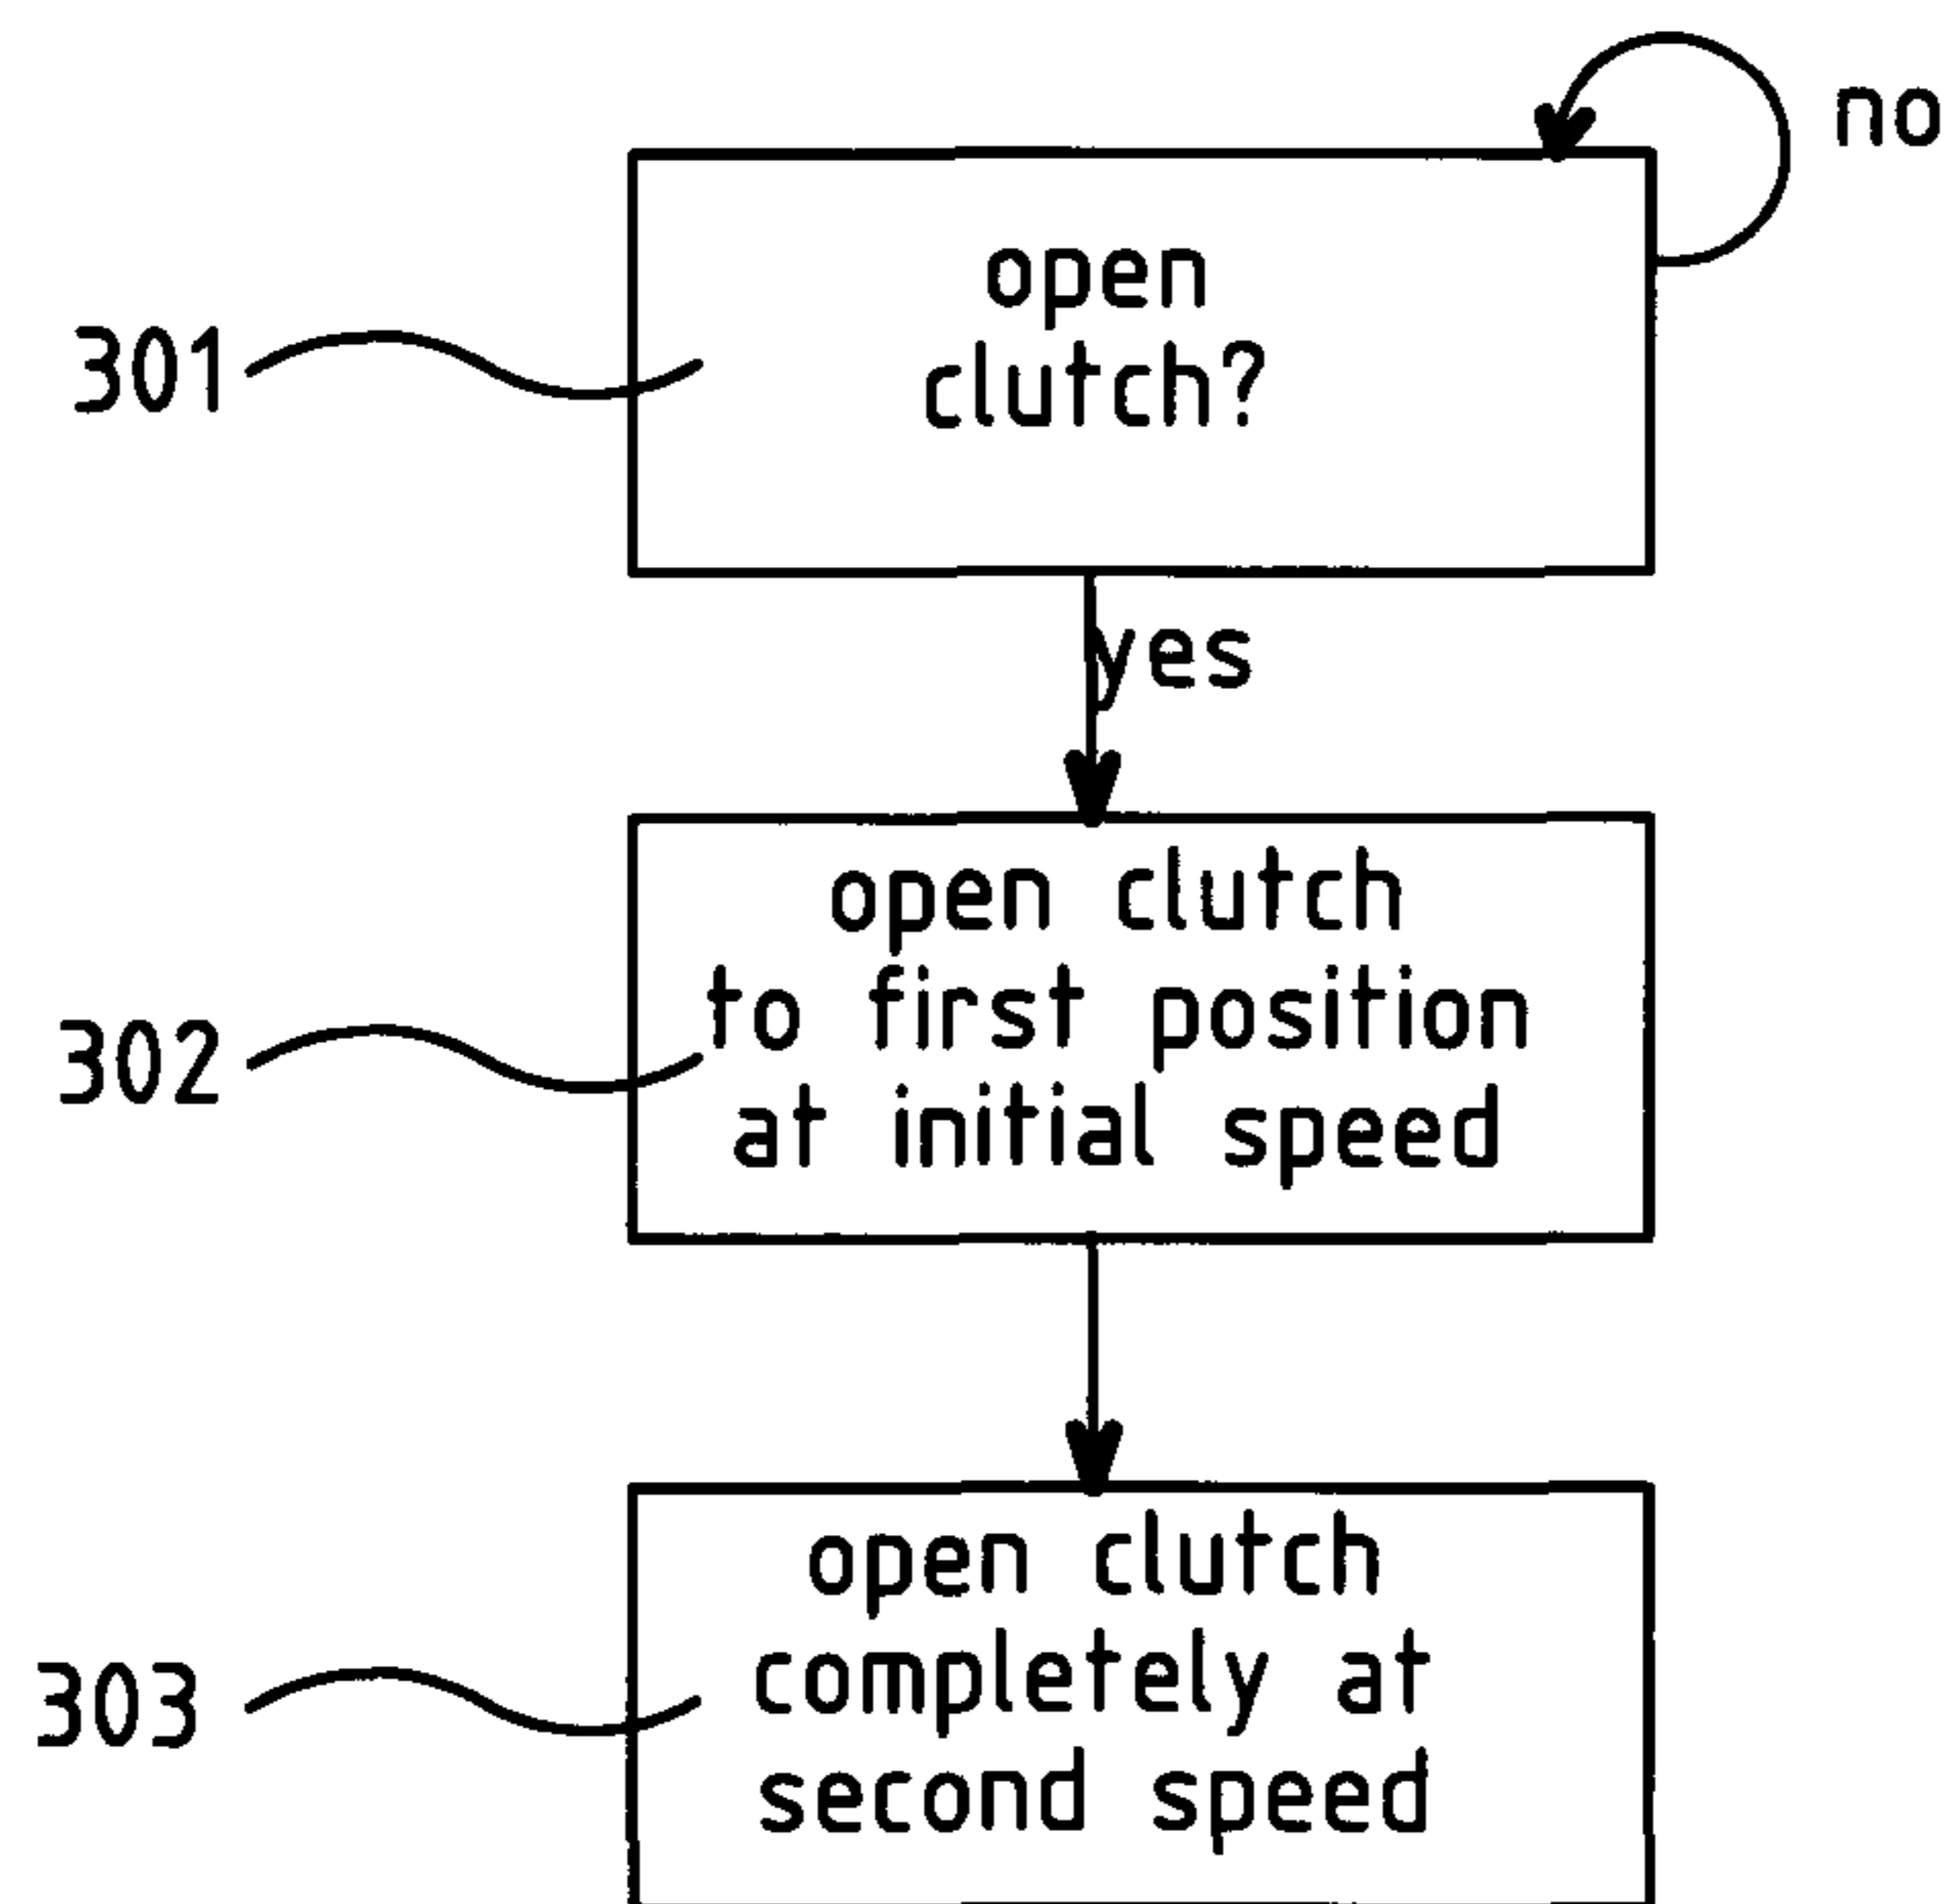 no
open
clutch?
301
yes
open clutch
to first position
at initial speed
302
open clutch
completely at
second speed
303